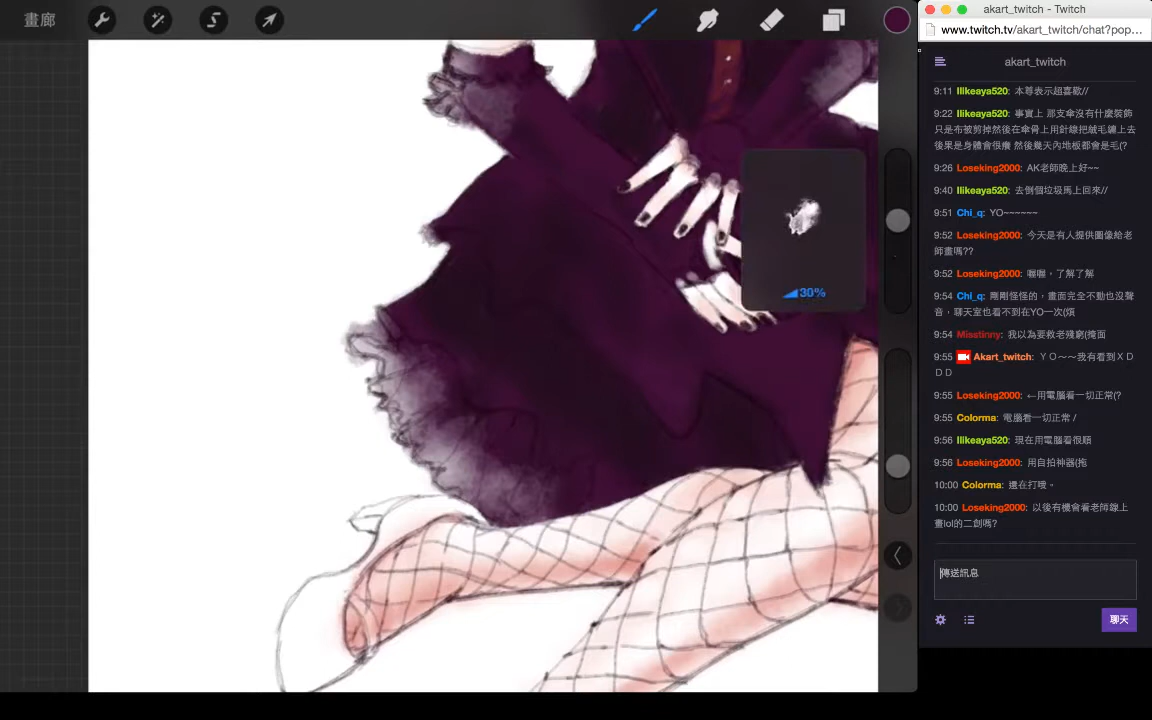 畫廊
30%
akart_twitch - Twitch
www.twitch.tv/akart_twitch/chat?pop...
akart_twitch
9:11 Ilikeaya520: 本尊表示超喜歡//
9:22 Ilikeaya520: 事實上 那支傘沒有什麼裝飾
只是布被剪掉然後在傘骨上用針線把絨毛纏上去
後果是身體會很癢 然後幾天內地板都會是毛(?
9:26 Loseking2000: AK老師晚上好~~
9:40 Ilikeaya520: 去倒個垃圾馬上回來//
9:51 Chi_q: YO~~~~~~
9:52 Loseking2000: 今天是有人提供圖像給老
師畫嗎??
9:52 Loseking2000: 喔喔，了解了解
9:54 Chi_q: 剛剛怪怪的，畫面完全不動也沒聲
音，聊天室也看不到在YO一次(煩
9:54 Misstinny: 我以為要救老殘窮(掩面
9:55 Akart_twitch: ＹＯ～～我有看到ＸＤ
ＤＤ
9:55 Loseking2000: ←用電腦看一切正常(?
9:55 Colorma: 電腦看一切正常 /
9:56 Ilikeaya520: 現在用電腦看很順
9:56 Loseking2000: 用自拍神器(拖
10:00 Colorma: 還在打哦。
10:00 Loseking2000: 以後有機會看老師線上
畫lol的二創嗎?
傳送訊息
聊天